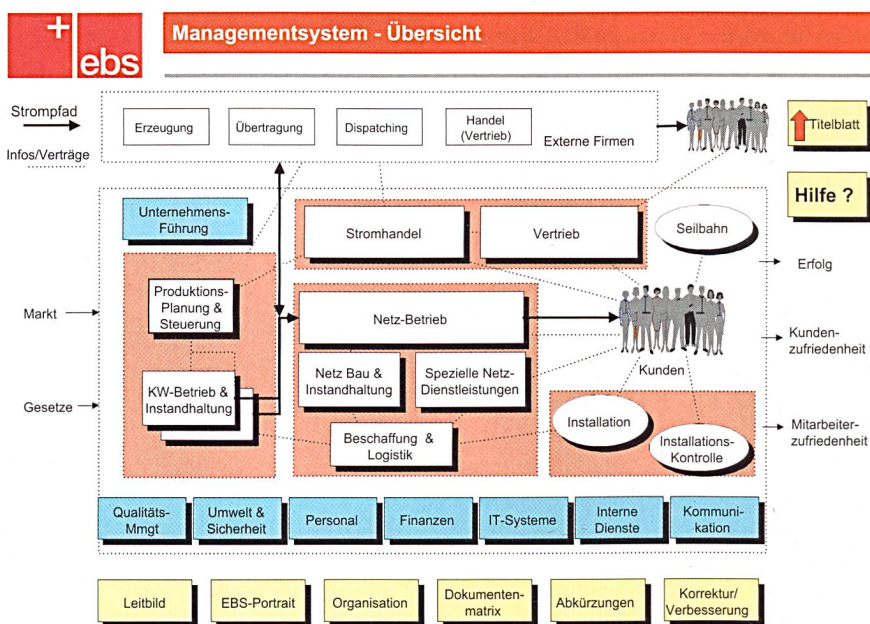 +
ebs
Managementsystem - Übersicht
Strompfad
Infos/Verträge
Erzeugung
Übertragung
Dispatching
Handel
(Vertrieb)
Externe Firmen
Titelblatt
Hilfe ?
Unternehmens-
Führung
Stromhandel
Vertrieb
Seilbahn
Erfolg
Produktions-
Planung &
Steuerung
Markt
Netz-Betrieb
Kunden-
zufriedenheit
Kunden
KW-Betrieb &
Instandhaltung
Netz Bau &
Instandhaltung
Spezielle Netz-
Dienstleistungen
Gesetze
Beschaffung &
Logistik
Installation
Installations-
Kontrolle
Mitarbeiter-
zufriedenheit
Qualitäts-
Mmgt
Umwelt &
Sicherheit
Personal
Finanzen
IT-Systeme
Interne
Dienste
Kommuni-
kation
Leitbild
EBS-Portrait
Organisation
Dokumenten-
matrix
Abkürzungen
Korrektur/
Verbesserung